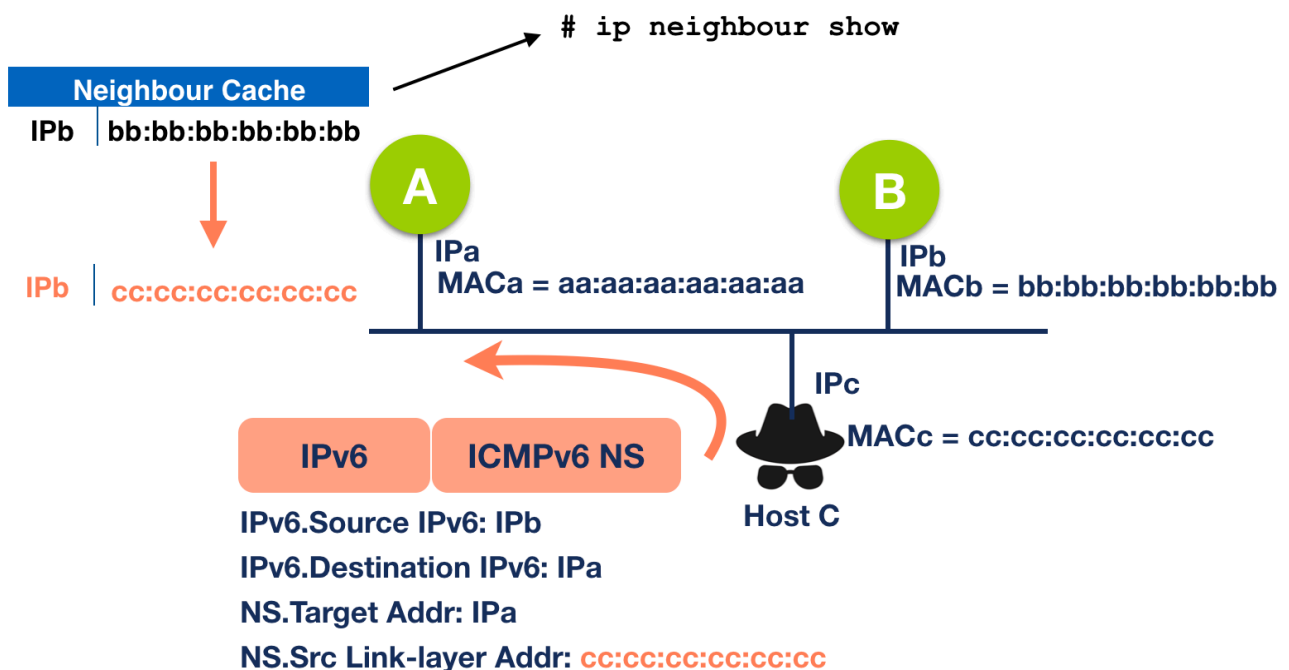 # ip neighbour show
Neighbour Cache
IPb bb:bb:bb:bb:bb:bb
IPb cc:cc:cc:cc:cc:cc
A
IPa
MACa = aa:aa:aa:aa:aa:aa
B
IPb
MACb = bb:bb:bb:bb:bb:bb
IPc
MACc = cc:cc:cc:cc:cc:cc
Host C
IPv6 ICMPv6 NS
IPv6.Source IPv6: IPb
IPv6.Destination IPv6: IPa
NS.Target Addr: IPa
NS.Src Link-layer Addr: cc:cc:cc:cc:cc:cc